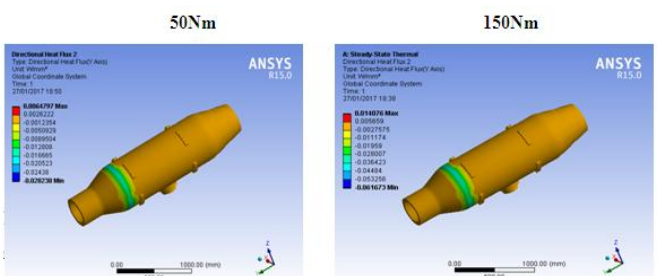 50Nm
150Nm
Directional Heat Flux 2
Type: Directional Heat Flux(Y Axis)
Unit: W/mm²
Global Coordinate System
Time: 1
27/01/2017 18:50
0.0064797 Max
0.0026222
-0.0012354
-0.0050929
-0.0089504
-0.012808
-0.016665
-0.020523
-0.02438
-0.028238 Min
ANSYS
R15.0
0.00
1000.00 (mm)
Z
Y
A: Steady-State Thermal
Directional Heat Flux 2
Type: Directional Heat Flux(Y Axis)
Unit: W/mm²
Global Coordinate System
Time: 1
27/01/2017 18:38
0.014076 Max
0.005659
-0.0027575
-0.011174
-0.01959
-0.028007
-0.036423
-0.04484
-0.053256
-0.061673 Min
ANSYS
R15.0
0.00
1000.00 (mm)
Z
Y